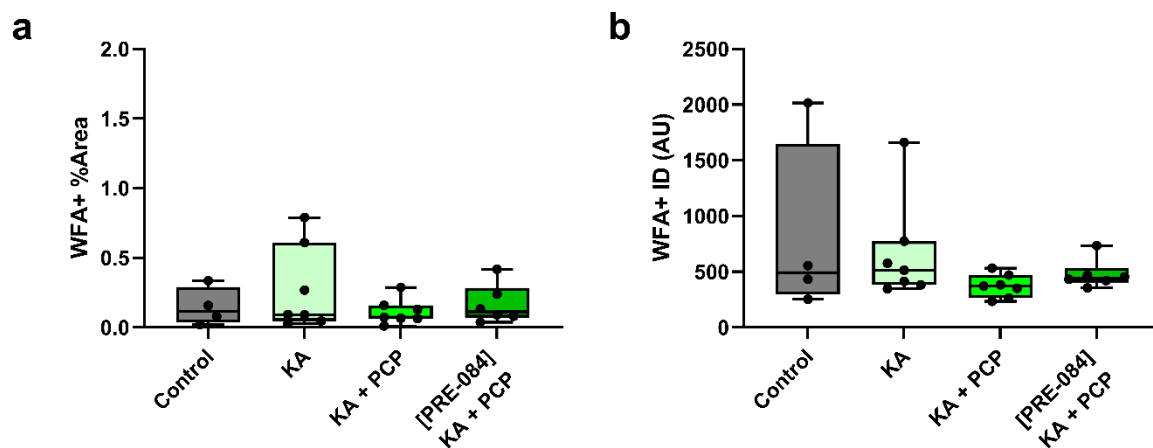 a
2.0
1.5
1.0
0.5
0.0
WFA+ %Area
Control
KA
KA + PCP
[PRE-084]
KA + PCP
b
2500
2000
1500
1000
500
0
WFA+ ID (AU)
Control
KA
KA + PCP
[PRE-084]
KA + PCP